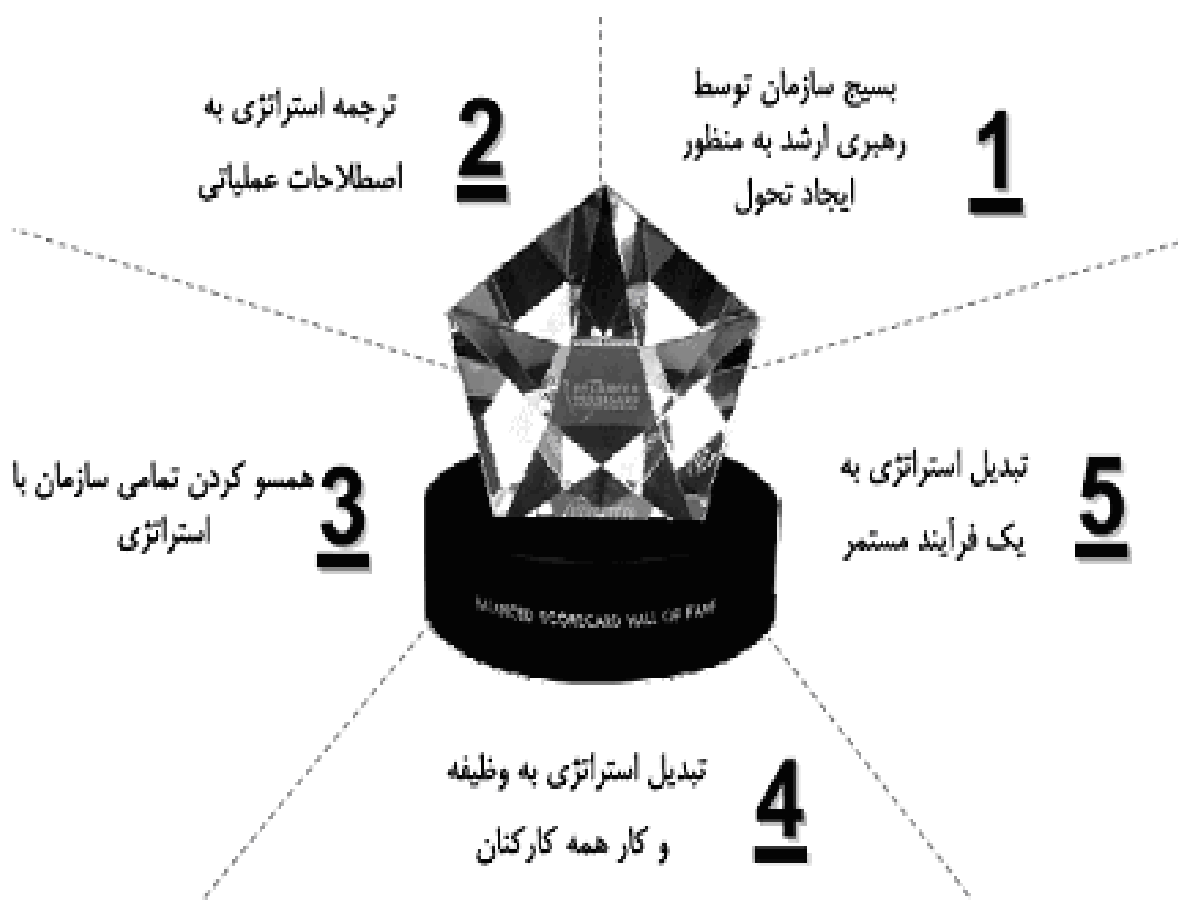 1
بسیج سازمان توسط
رهبری ارشد به منظور
ایجاد تحول
2
ترجمه استراتژی به
اصطلاحات عملیاتی
3
همسو کردن تمامی سازمان با
استراتژی
4
تبدیل استراتژی به وظیفه
و کار همه کارکنان
5
تبدیل استراتژی به
یک فرآیند مستمر
BALANCED SCORECARD HALL OF FAME